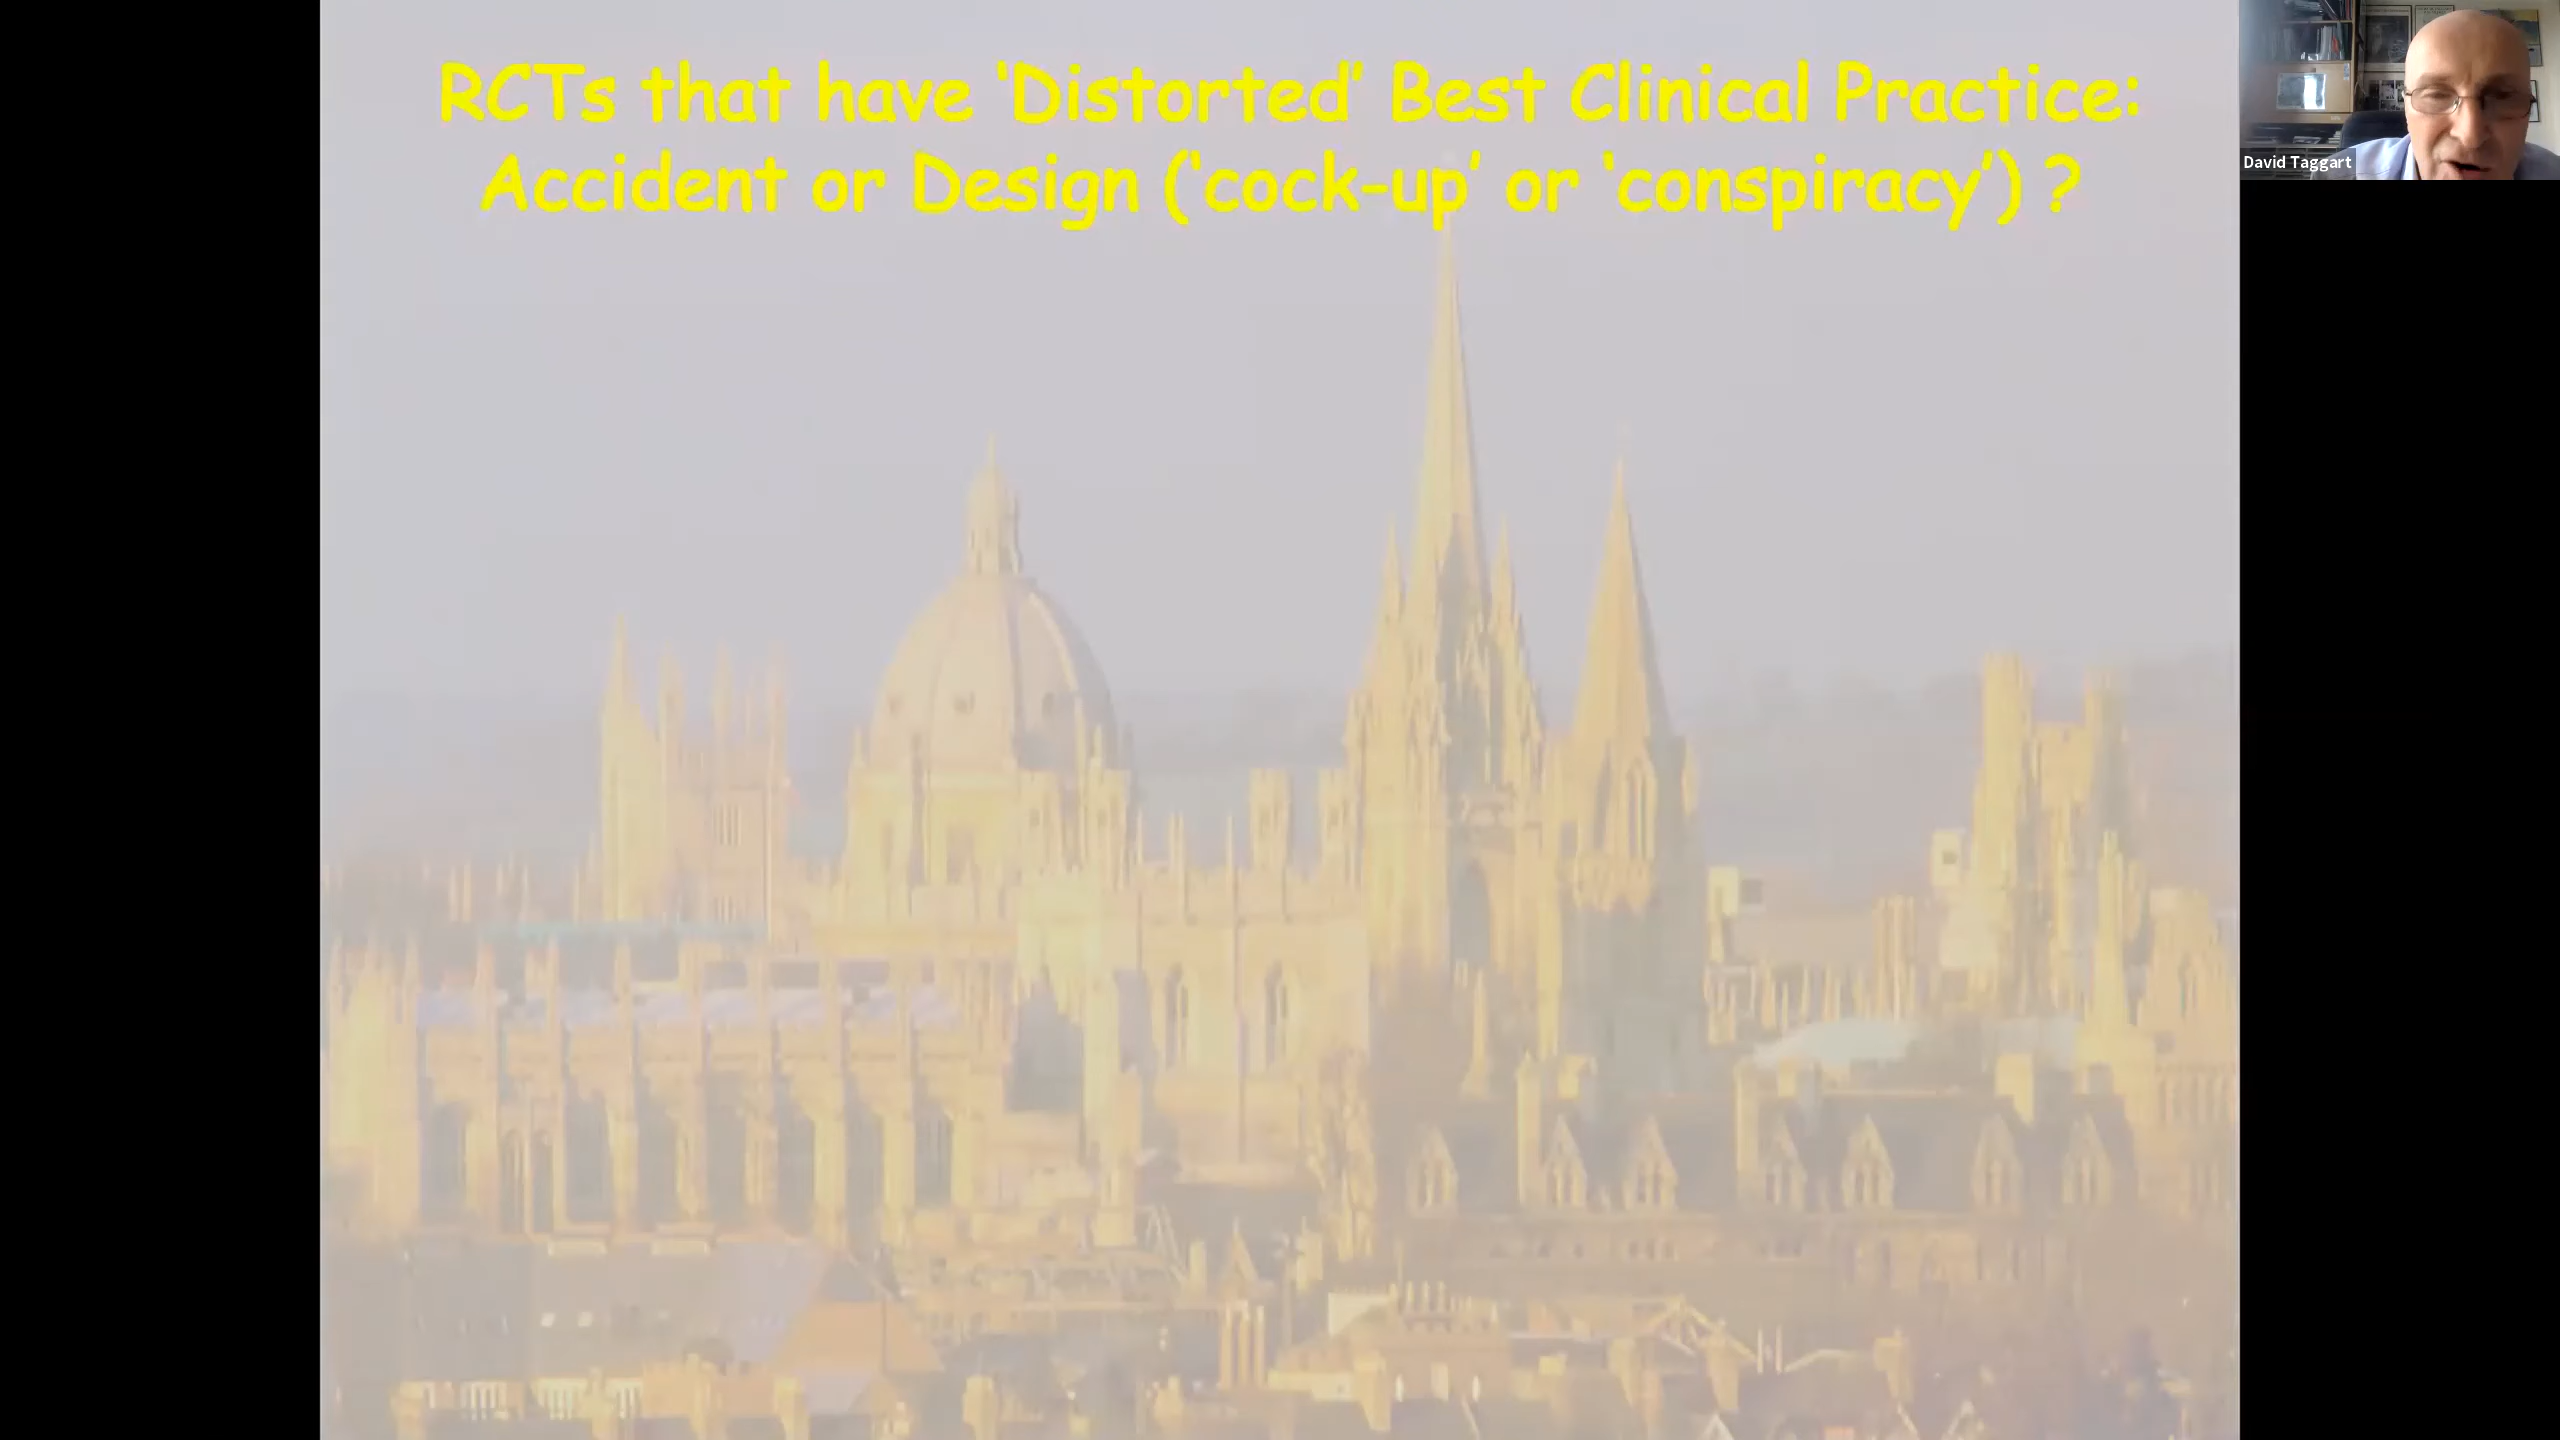 RCTs that have ‘Distorted’ Best Clinical Practice:
Accident or Design (‘cock-up’ or ‘conspiracy’) ?
David Taggart